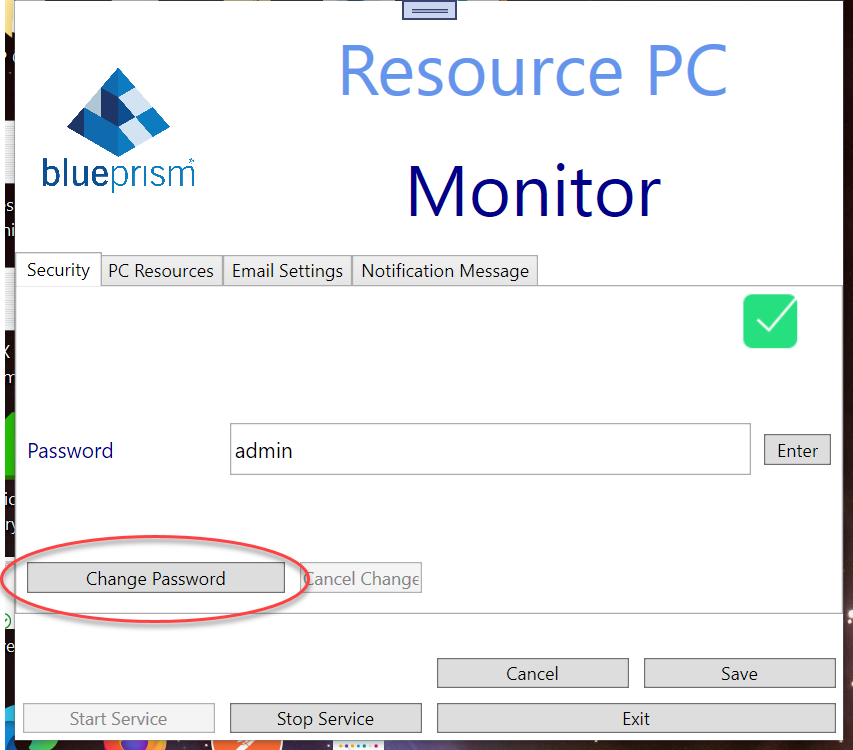 Resource PC
blueprism
Monitor
Security PC Resources Email Settings Notification Message
Password admin Enter
Change Password Cancel Change
Cancel Save
Start Service Stop Service Exit